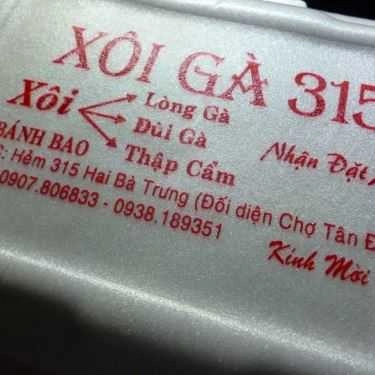 XÔI GÀ 315
Xôi
Lòng Gà
Đùi Gà
Thập Cẩm
BÁNH BAO
Nhận Đặt
C: Hẻm 315 Hai Bà Trưng (Đối diện Chợ Tân Đ
0907.806833 - 0938.189351
Kính Mời